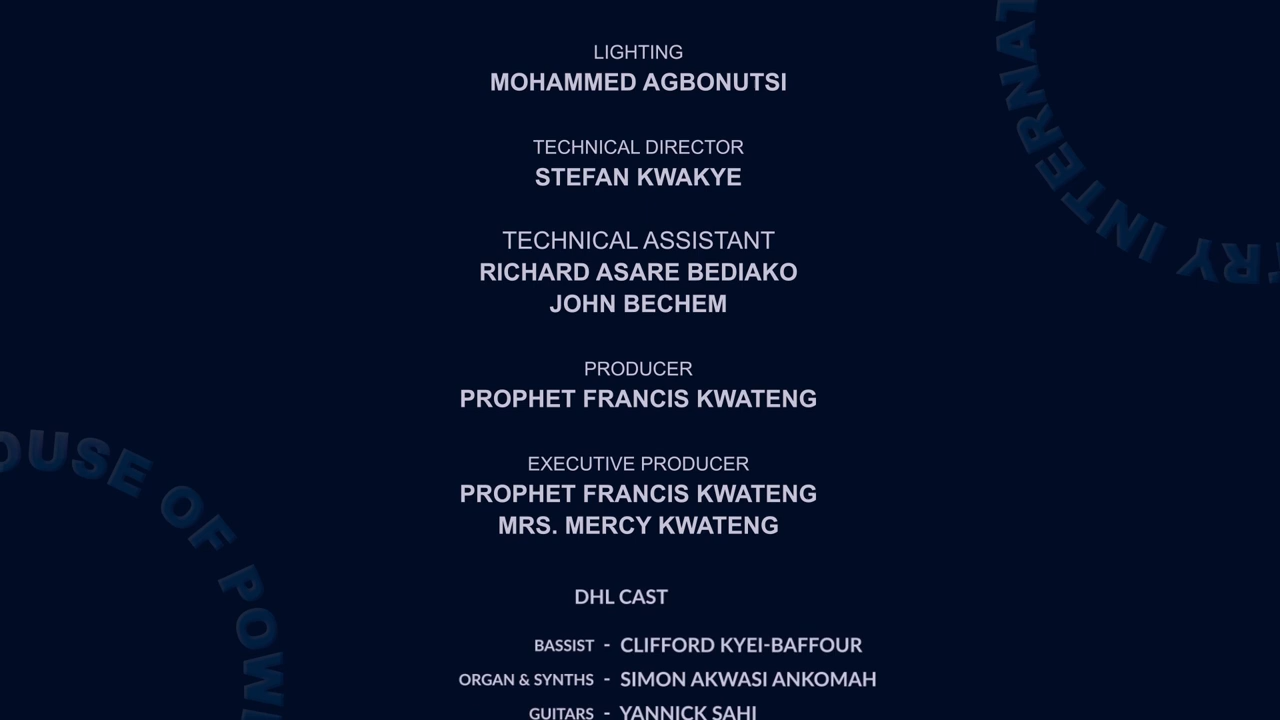 LIGHTING
MOHAMMED AGBONUTSI
TECHNICAL DIRECTOR
STEFAN KWAKYE
TECHNICAL ASSISTANT
RICHARD ASARE BEDIAKO
JOHN BECHEM
PRODUCER
PROPHET FRANCIS KWATENG
EXECUTIVE PRODUCER
PROPHET FRANCIS KWATENG
MRS. MERCY KWATENG
DHL CAST
BASSIST - CLIFFORD KYEI-BAFFOUR
ORGAN & SYNTHS - SIMON AKWASI ANKOMAH
GUITARS - YANNICK SAHI
OUSE OF POW
TRY INTERNAT